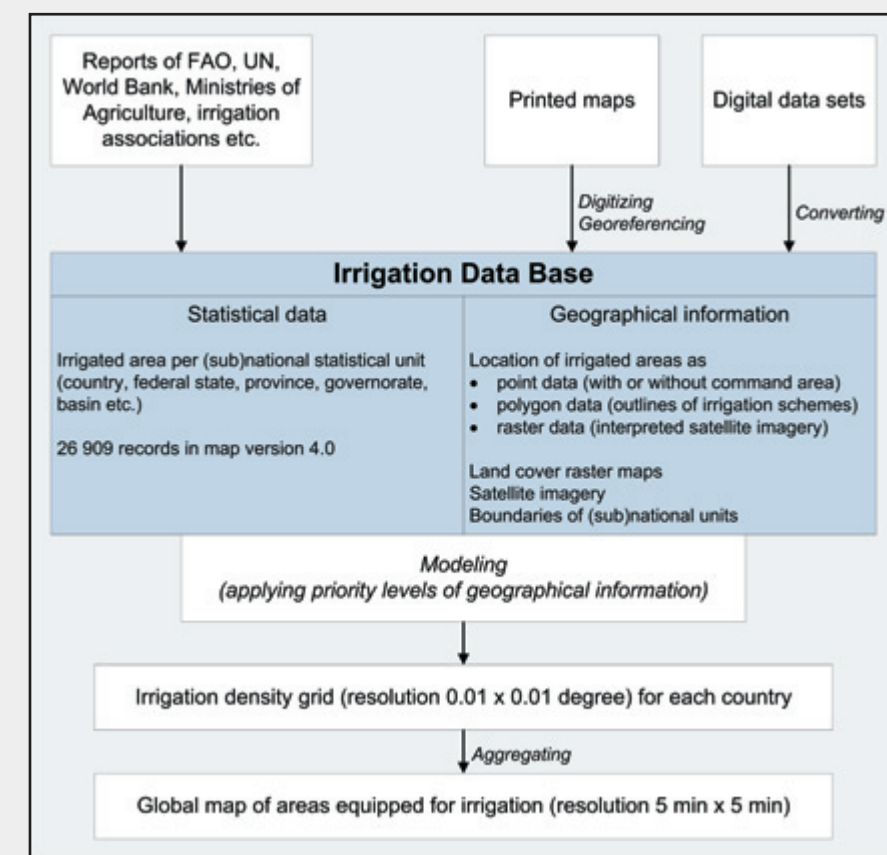 Reports of FAO, UN,
World Bank, Ministries of
Agriculture, irrigation
associations etc.
Printed maps
Digital data sets
Digitizing
Georeferencing
Converting
Irrigation Data Base
Statistical data
Irrigated area per (sub)national statistical unit
(country, federal state, province, governorate,
basin etc.)
26 909 records in map version 4.0
Geographical information
Location of irrigated areas as
• point data (with or without command area)
• polygon data (outlines of irrigation schemes)
• raster data (interpreted satellite imagery)
Land cover raster maps
Satellite imagery
Boundaries of (sub)national units
Modeling
(applying priority levels of geographical information)
Irrigation density grid (resolution 0.01 x 0.01 degree) for each country
Aggregating
Global map of areas equipped for irrigation (resolution 5 min x 5 min)